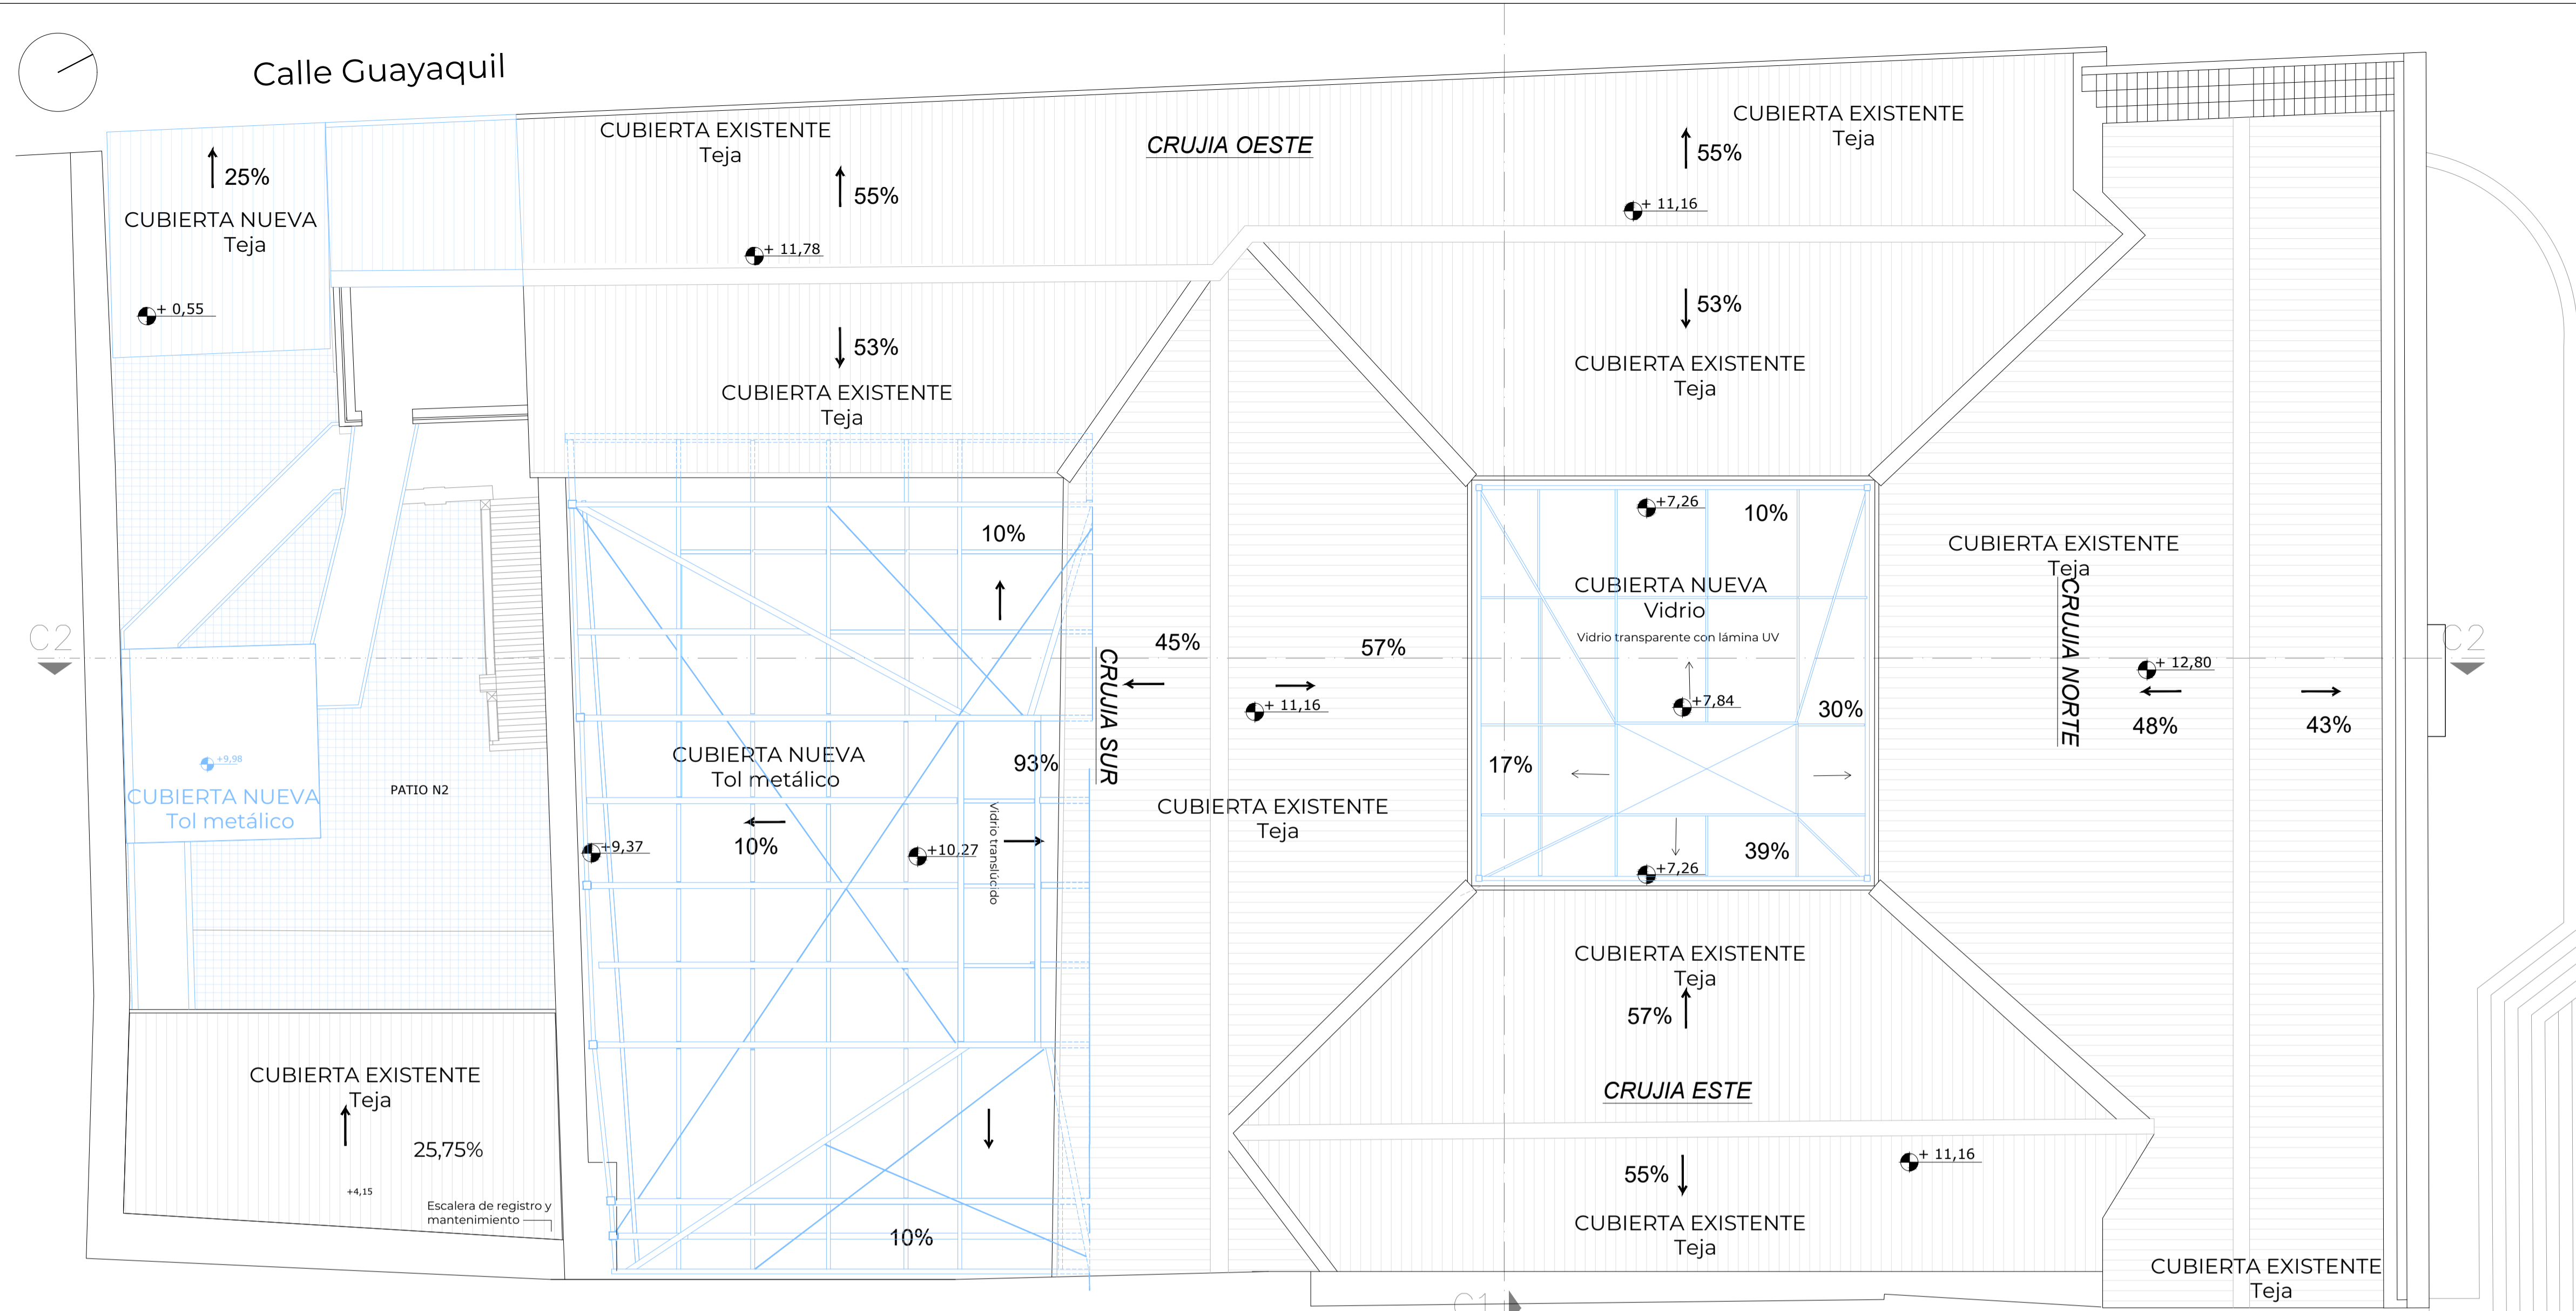 Calle Guayaquil
25%
CUBIERTA NUEVA
Teja
+ 0,55
CUBIERTA EXISTENTE
Teja
55%
+ 11,78
CRUJIA OESTE
CUBIERTA EXISTENTE
Teja
55%
+ 11,16
53%
CUBIERTA EXISTENTE
Teja
53%
CUBIERTA EXISTENTE
Teja
C2
+9,98
CUBIERTA NUEVA
Tol metálico
PATIO N2
10%
CUBIERTA NUEVA
Tol metálico
10%
+9,37
+10,27
93%
Vidrio translúcido
10%
CRUJIA SUR
45%
57%
+ 11,16
CUBIERTA EXISTENTE
Teja
+7,26
10%
CUBIERTA NUEVA
Vidrio
Vidrio transparente con lámina UV
+7,84
30%
17%
39%
+7,26
CUBIERTA EXISTENTE
Teja
CRUJIA NORTE
+ 12,80
48%
43%
C2
CUBIERTA EXISTENTE
Teja
57%
CRUJIA ESTE
55%
+ 11,16
CUBIERTA EXISTENTE
Teja
CUBIERTA EXISTENTE
Teja
25,75%
+4,15
Escalera de registro y
mantenimiento
CUBIERTA EXISTENTE
Teja
C1